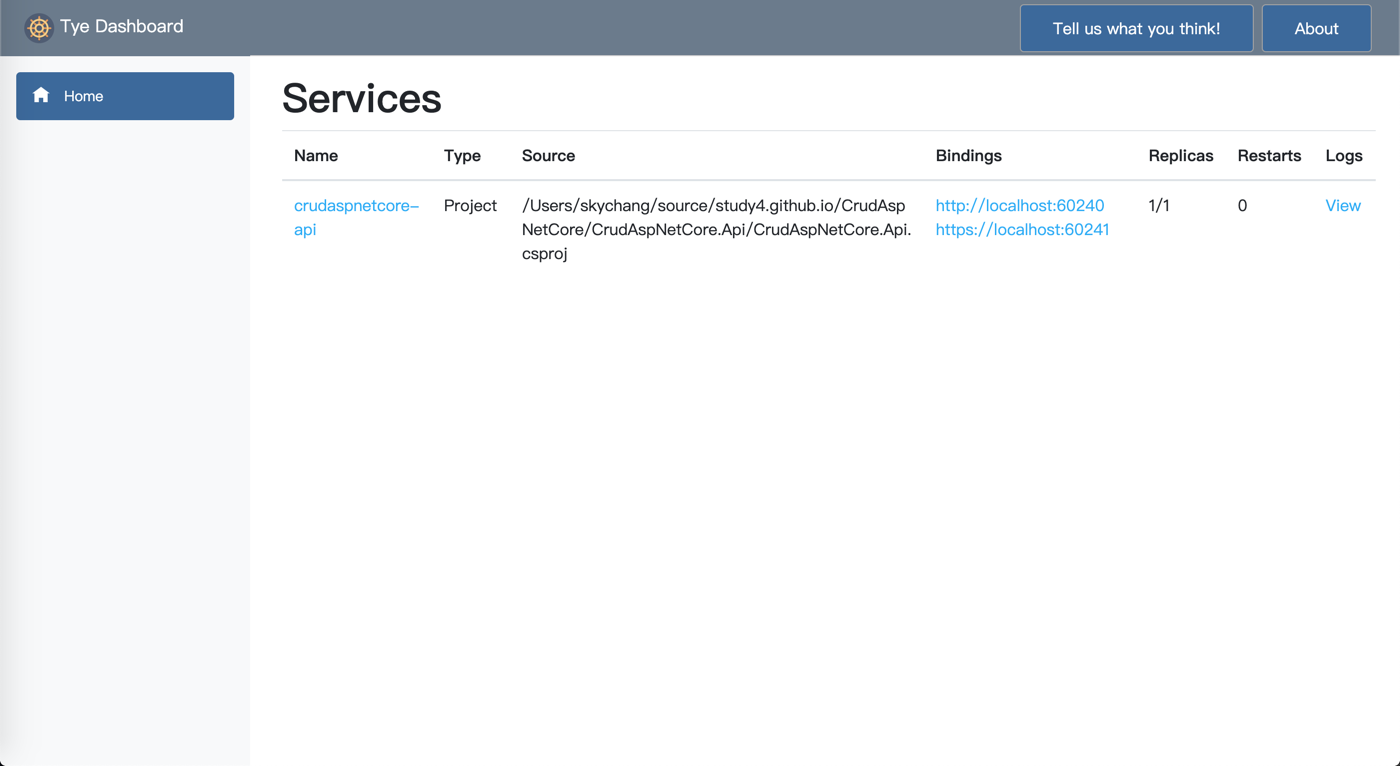 Tye Dashboard
Tell us what you think!
About
Home
Services
Name Type Source Bindings Replicas Restarts Logs
crudaspnetcore-
api
Project
/Users/skychang/source/study4.github.io/CrudAsp
NetCore/CrudAspNetCore.Api/CrudAspNetCore.Api.
csproj
http://localhost:60240
https://localhost:60241
1/1
0
View